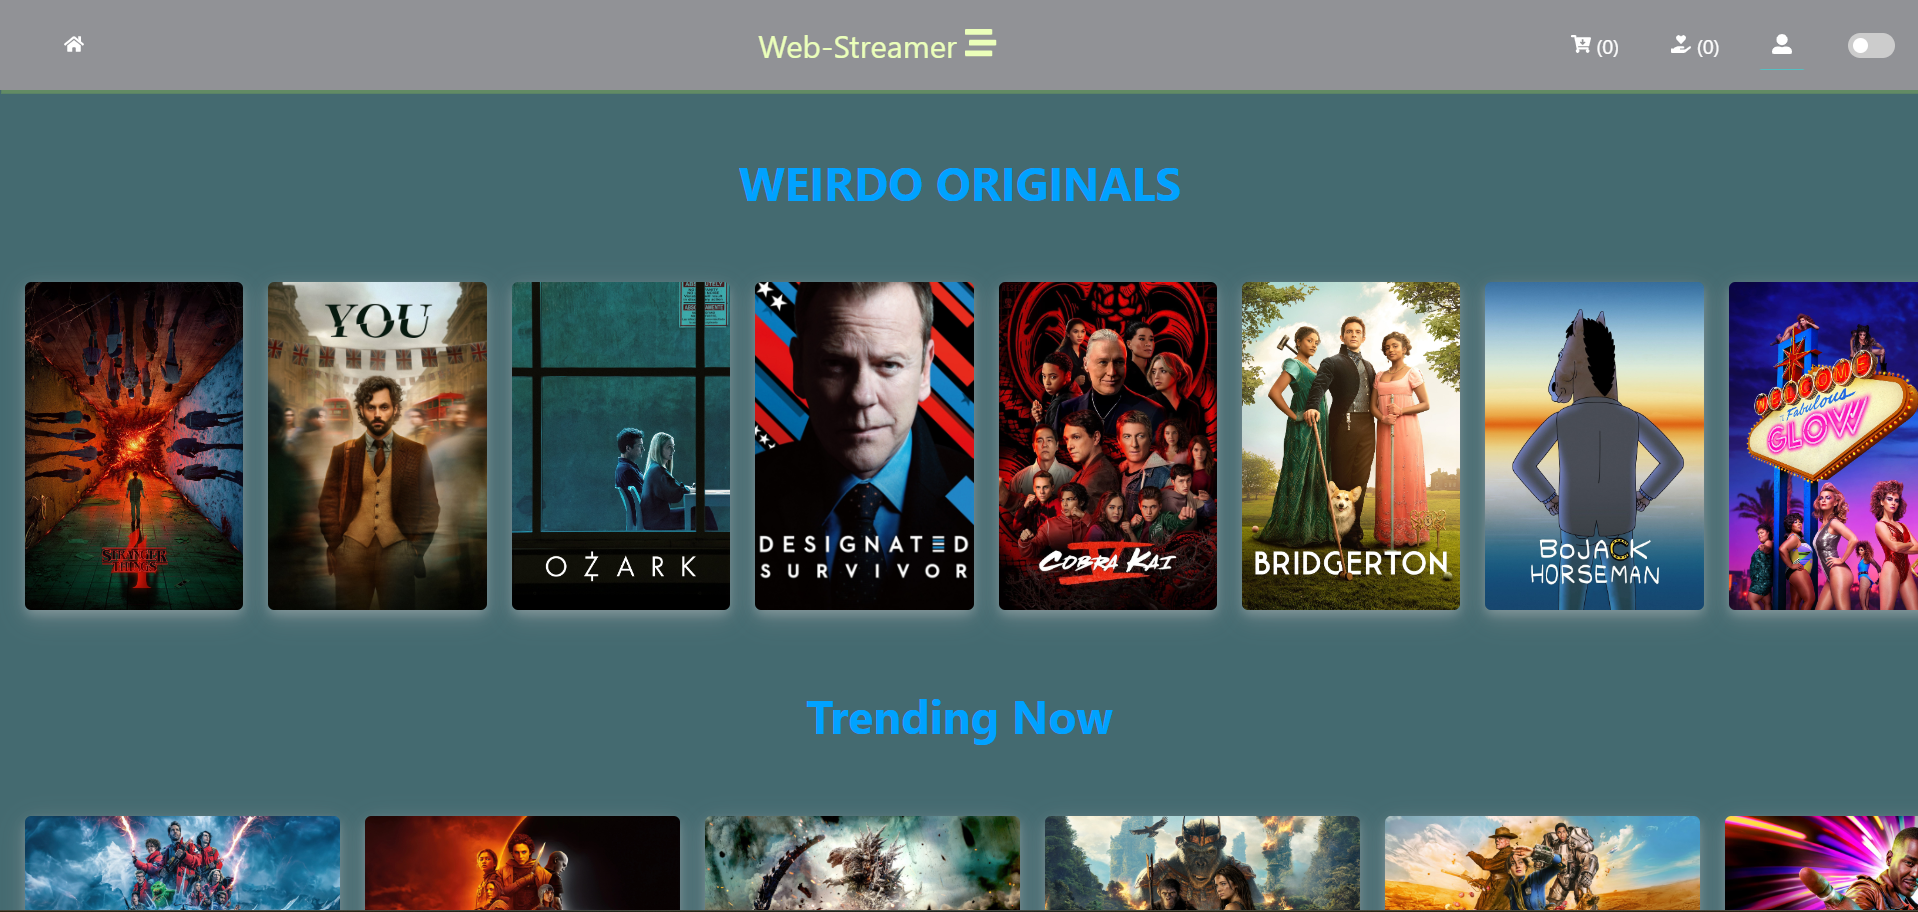 Web-Streamer
(0)
(0)
WEIRDO ORIGINALS
STRANGER
THINGS
4
YOU
OZARK
DESIGNATED
SURVIVOR
COBRA KAI
V
BRIDGERTON
BOJACK
HORSEMAN
WELCOME
to Fabulous
GLOW
Trending Now